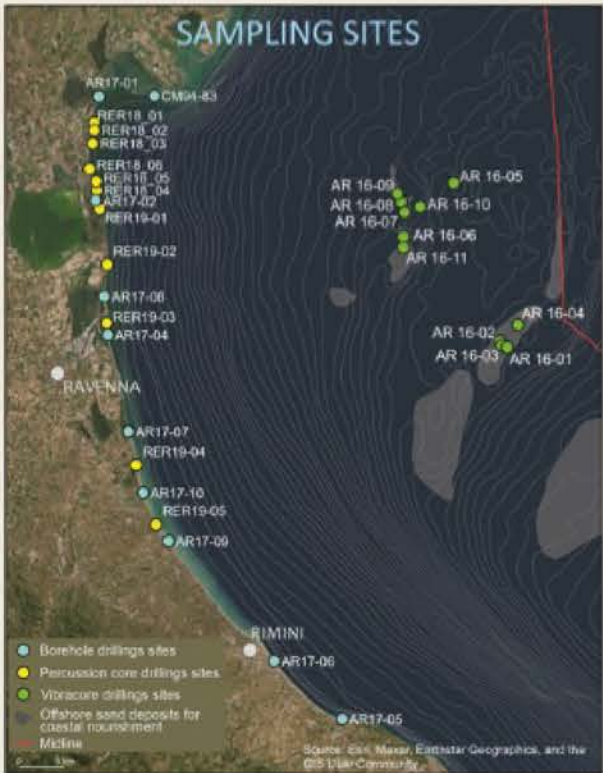 SAMPLING SITES
AR17-01
CM94-83
RER18_01
RER18_02
RER18_03
RER18_06
RER18_05
RER18_04
AR17-02
RER19-01
AR 16-05
AR 16-09
AR 16-08
AR 16-10
AR 16-07
AR 16-06
AR 16-11
RER19-02
AR17-08
RER19-03
AR17-04
AR 16-04
AR 16-02
AR 16-03
AR 16-01
RAVENNA
AR17-07
RER19-04
AR17-10
RER19-05
AR17-09
RIMINI
AR17-06
AR17-05
Borehole drillings sites
Percussion core drillings sites
Vibracore drillings sites
Offshore sand deposits for
coastal nourishment
Midline
Source: Esri, Maxar, Earthstar Geographics, and the
GIS User Community